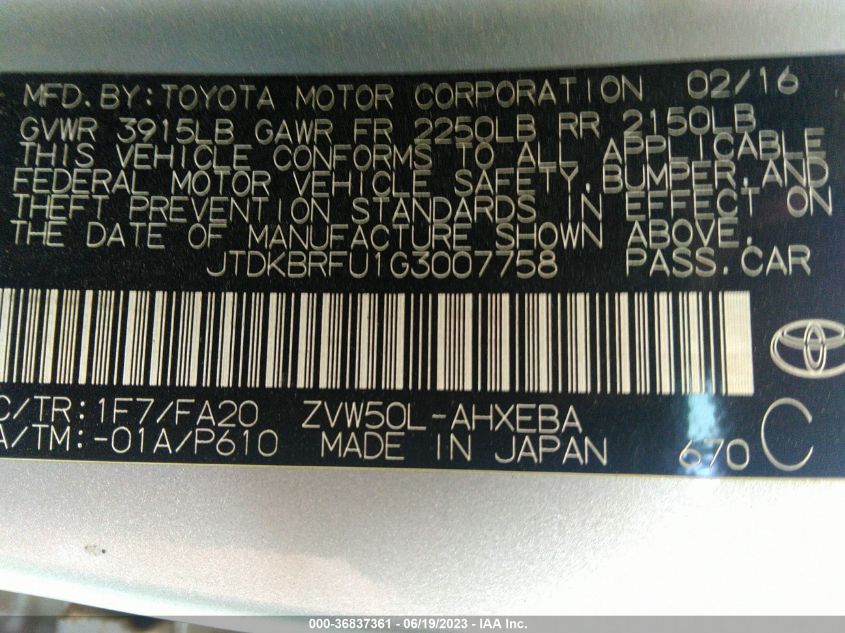 MFD. BY: TOYOTA MOTOR CORPORATION 02/16
GVWR 3915LB GAWR FR 2250LB RR 2150LB
THIS VEHICLE CONFORMS TO ALL APPLICABLE
FEDERAL MOTOR VEHICLE SAFETY, BUMPER, AND
THEFT PREVENTION STANDARDS IN EFFECT ON
THE DATE OF MANUFACTURE SHOWN ABOVE.
JTDKBRFU1G3007758 PASS. CAR
C/TR: 1F7/FA20 ZVW50L-AHXEBA
A/TM: -01A/P610 MADE IN JAPAN 670 C
000-36837361 - 06/19/2023 - IAA Inc.